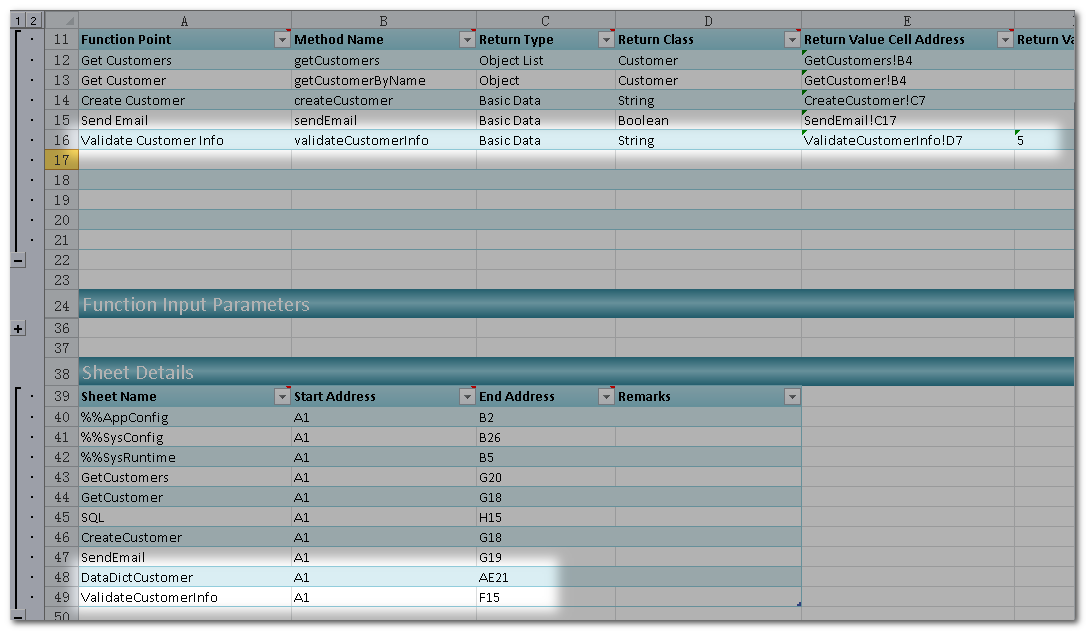 1 2 A B C D E
11 Function Point Method Name Return Type Return Class Return Value Cell Address Return Va
12 Get Customers getCustomers Object List Customer GetCustomers!B4
13 Get Customer getCustomerByName Object Customer GetCustomer!B4
14 Create Customer createCustomer Basic Data String CreateCustomer!C7
15 Send Email sendEmail Basic Data Boolean SendEmail!C17
16 Validate Customer Info validateCustomerInfo Basic Data String ValidateCustomerInfo!D7 5
17
18
19
20
21
22
23
24 Function Input Parameters
36
37
38 Sheet Details
39 Sheet Name Start Address End Address Remarks
40 %%AppConfig A1 B2
41 %%SysConfig A1 B26
42 %%SysRuntime A1 B5
43 GetCustomers A1 G20
44 GetCustomer A1 G18
45 SQL A1 H15
46 CreateCustomer A1 G18
47 SendEmail A1 G19
48 DataDictCustomer A1 AE21
49 ValidateCustomerInfo A1 F15
50